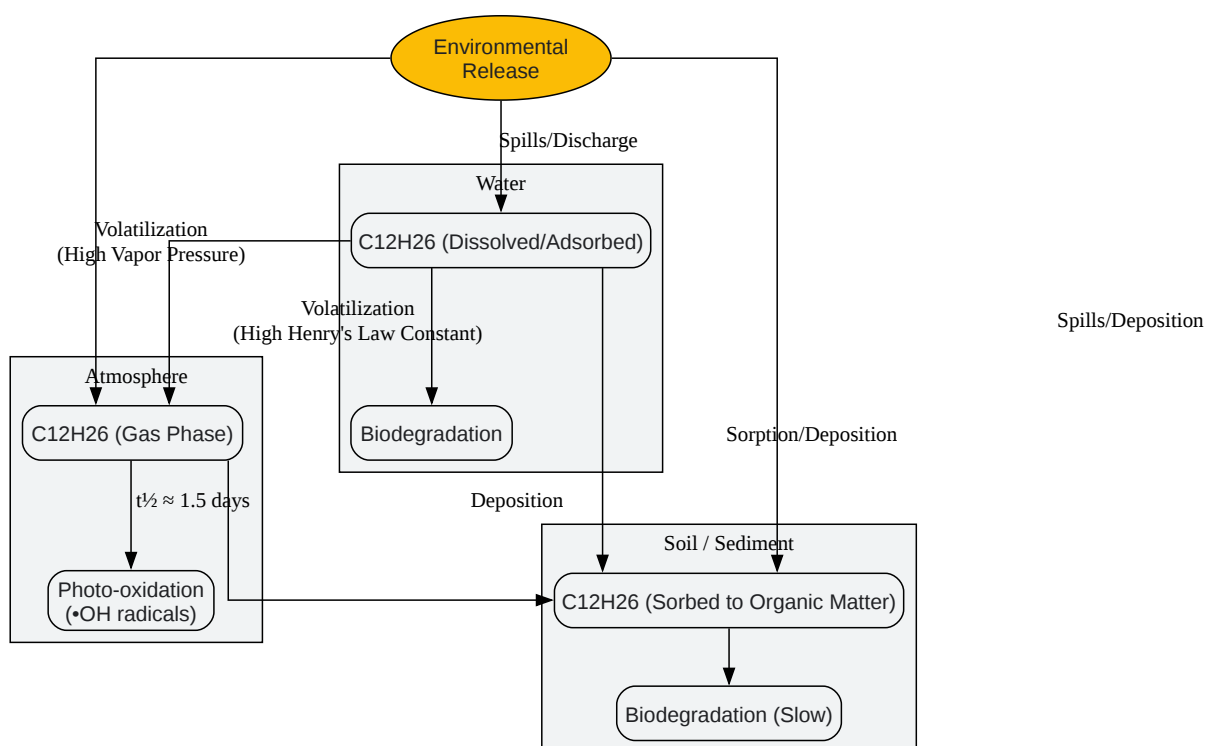 Environmental
Release
Spills/Discharge
Water
Volatilization
(High Vapor Pressure)
C12H26 (Dissolved/Adsorbed)
Volatilization
(High Henry's Law Constant)
Spills/Deposition
Atmosphere
C12H26 (Gas Phase)
Biodegradation
Sorption/Deposition
t½ ≈ 1.5 days
Deposition
Soil / Sediment
Photo-oxidation
(•OH radicals)
C12H26 (Sorbed to Organic Matter)
Biodegradation (Slow)